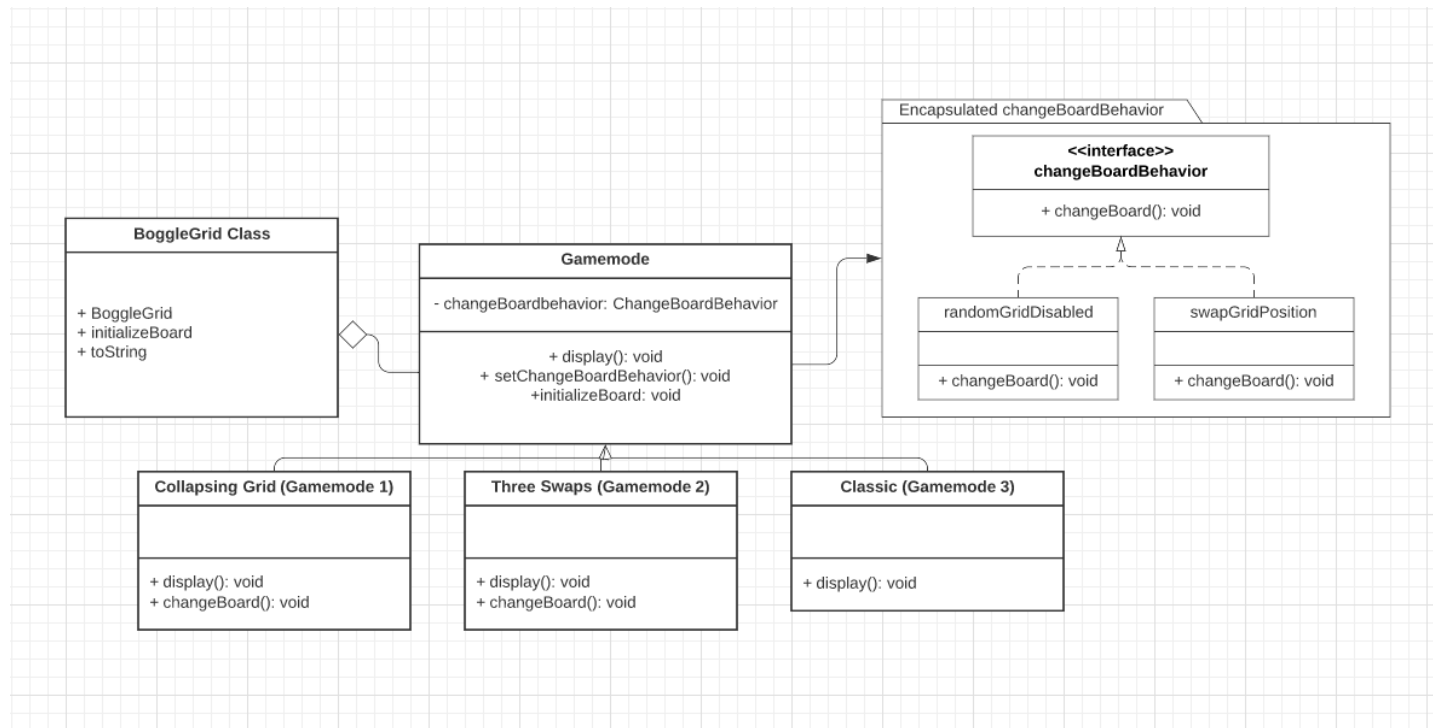 Encapsulated changeBoardBehavior
<<interface>>
changeBoardBehavior
+ changeBoard(): void
randomGridDisabled
+ changeBoard(): void
swapGridPosition
+ changeBoard(): void
BoggleGrid Class
+ BoggleGrid
+ initializeBoard
+ toString
Gamemode
- changeBoardbehavior: ChangeBoardBehavior
+ display(): void
+ setChangeBoardBehavior(): void
+initializeBoard: void
Collapsing Grid (Gamemode 1)
+ display(): void
+ changeBoard(): void
Three Swaps (Gamemode 2)
+ display(): void
+ changeBoard(): void
Classic (Gamemode 3)
+ display(): void